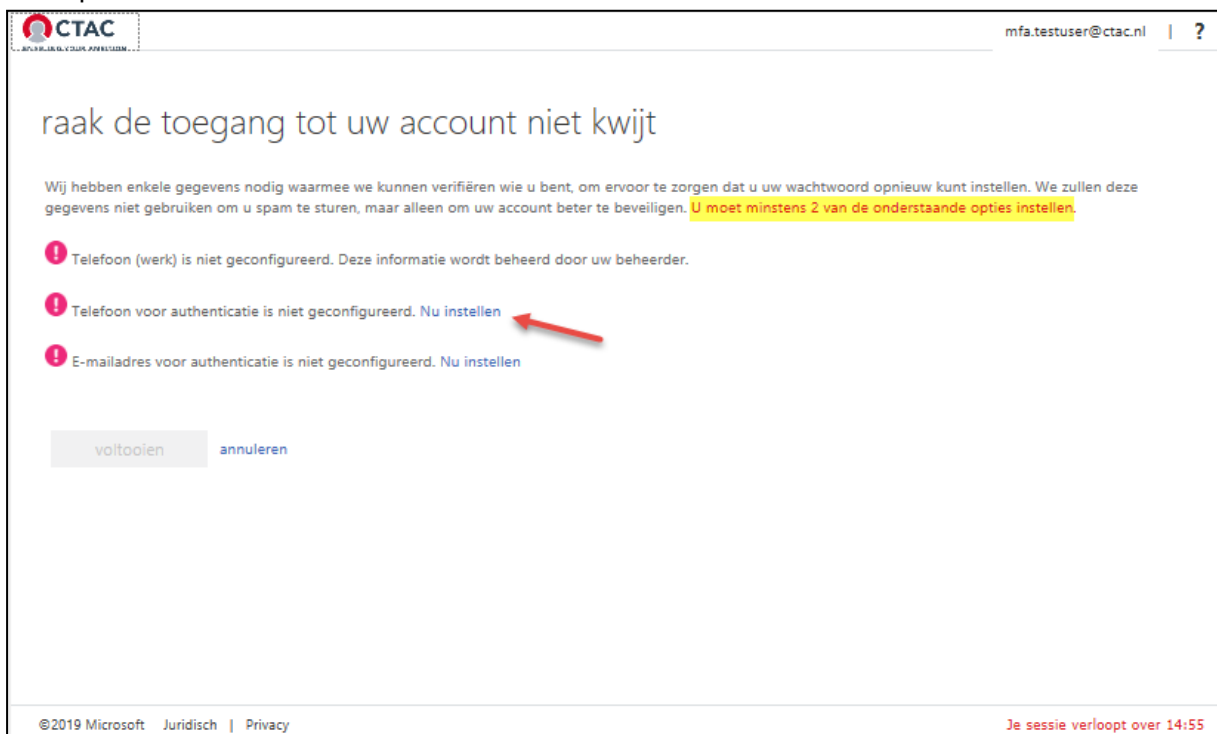 CTAC
ENABLING YOUR AMBITION
mfa.testuser@ctac.nl | ?
raak de toegang tot uw account niet kwijt
Wij hebben enkele gegevens nodig waarmee we kunnen verifiëren wie u bent, om ervoor te zorgen dat u uw wachtwoord opnieuw kunt instellen. We zullen deze
gegevens niet gebruiken om u spam te sturen, maar alleen om uw account beter te beveiligen. U moet minstens 2 van de onderstaande opties instellen.
Telefoon (werk) is niet geconfigureerd. Deze informatie wordt beheerd door uw beheerder.
Telefoon voor authenticatie is niet geconfigureerd. Nu instellen
E-mailadres voor authenticatie is niet geconfigureerd. Nu instellen
voltooien annuleren
©2019 Microsoft Juridisch | Privacy
Je sessie verloopt over 14:55